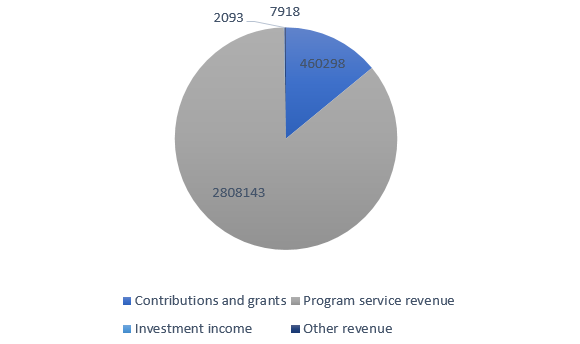 2093
7918
460298
2808143
Contributions and grants
Program service revenue
Investment income
Other revenue